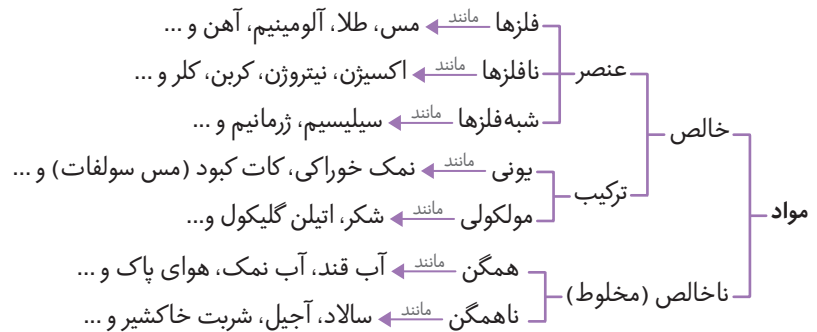 فلزها مانند مس، طلا، آلومینیم، آهن و ...
عنصر نافلزها مانند اکسیژن، نیتروژن، کربن، کلر و ...
شبه‌فلزها مانند سیلیسیم، ژرمانیم و ...
خالص
یونی مانند نمک خوراکی، کات کبود (مس سولفات) و ...
ترکیب
مولکولی مانند شکر، اتیلن گلیکول و...
مواد
همگن مانند آب قند، آب نمک، هوای پاک و ...
ناخالص (مخلوط)
ناهمگن مانند سالاد، آجیل، شربت خاکشیر و ...